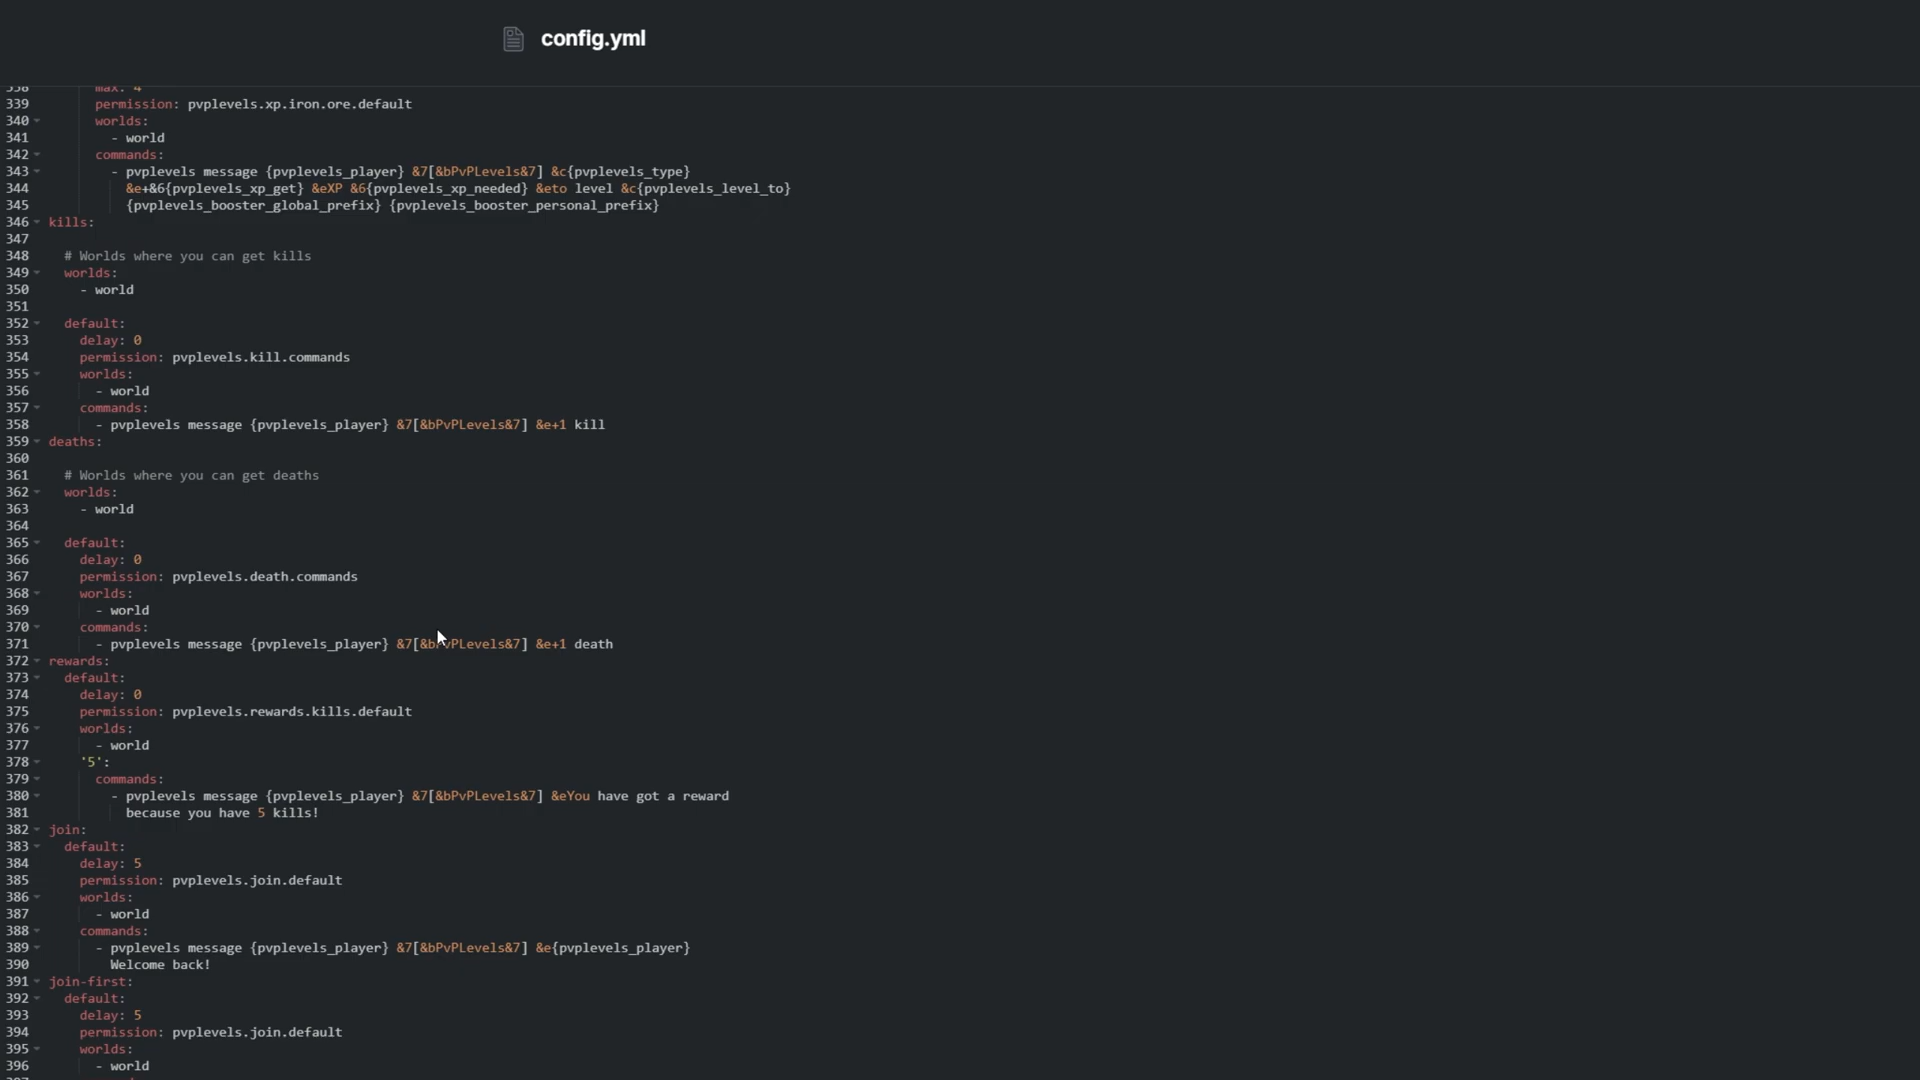 config.yml
338 max: 4
339 permission: pvplevels.xp.iron.ore.default
340 worlds:
341 - world
342 commands:
343 - pvplevels message {pvplevels_player} &7[&bPvPLevels&7] &c{pvplevels_type}
344 &e+&6{pvplevels_xp_get} &eXP &6{pvplevels_xp_needed} &eto level &c{pvplevels_level_to}
345 {pvplevels_booster_global_prefix} {pvplevels_booster_personal_prefix}
346 kills:
347
348 # Worlds where you can get kills
349 worlds:
350 - world
351
352 default:
353 delay: 0
354 permission: pvplevels.kill.commands
355 worlds:
356 - world
357 commands:
358 - pvplevels message {pvplevels_player} &7[&bPvPLevels&7] &e+1 kill
359 deaths:
360
361 # Worlds where you can get deaths
362 worlds:
363 - world
364
365 default:
366 delay: 0
367 permission: pvplevels.death.commands
368 worlds:
369 - world
370 commands:
371 - pvplevels message {pvplevels_player} &7[&bPvPLevels&7] &e+1 death
372 rewards:
373 default:
374 delay: 0
375 permission: pvplevels.rewards.kills.default
376 worlds:
377 - world
378 '5':
379 commands:
380 - pvplevels message {pvplevels_player} &7[&bPvPLevels&7] &eYou have got a reward
381 because you have 5 kills!
382 join:
383 default:
384 delay: 5
385 permission: pvplevels.join.default
386 worlds:
387 - world
388 commands:
389 - pvplevels message {pvplevels_player} &7[&bPvPLevels&7] &e{pvplevels_player}
390 Welcome back!
391 join-first:
392 default:
393 delay: 5
394 permission: pvplevels.join.default
395 worlds:
396 - world